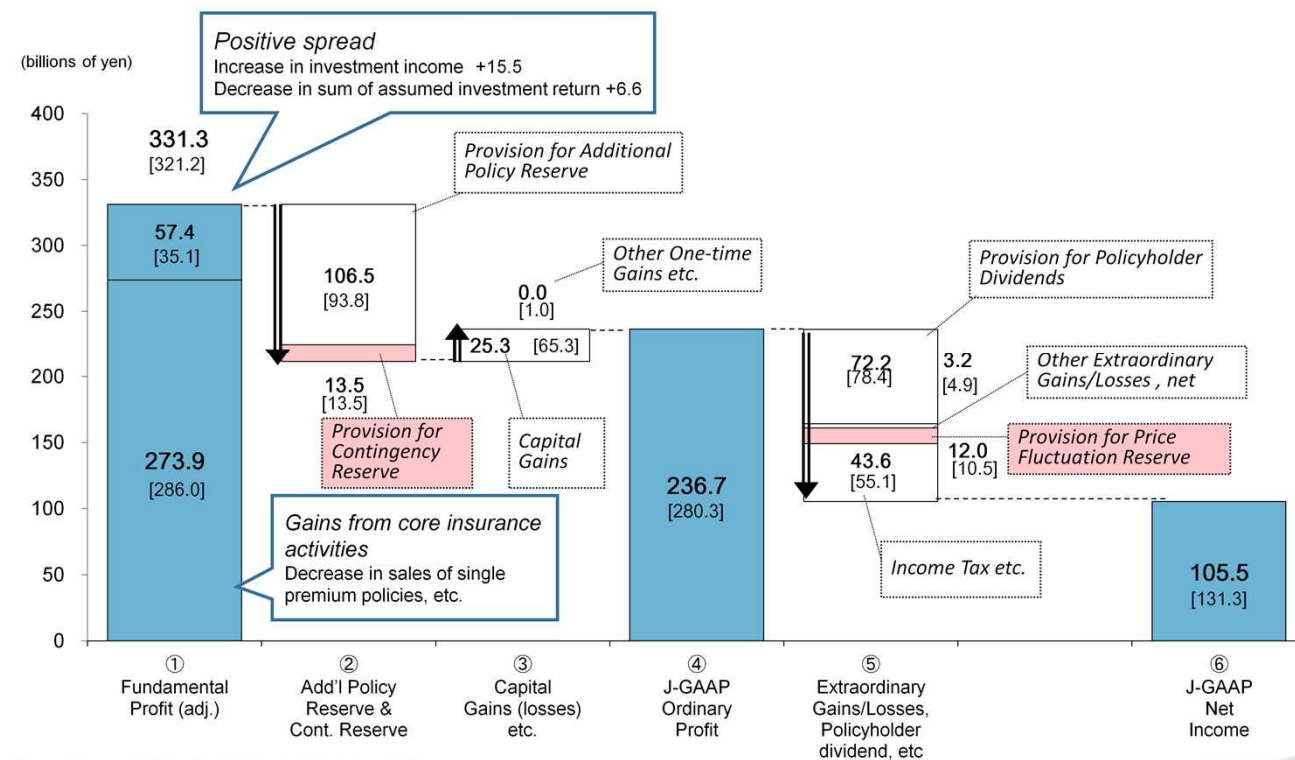 Positive spread
Increase in investment income +15.5
Decrease in sum of assumed investment return +6.6
(billions of yen)
400
350
300
250
200
150
100
50
0
331.3
[321.2]
57.4
[35.1]
273.9
[286.0]
Gains from core insurance
activities
Decrease in sales of single
premium policies, etc.
Provision for Additional
Policy Reserve
106.5
[93.8]
13.5
[13.5]
Provision for
Contingency
Reserve
Other One-time
Gains etc.
0.0
[1.0]
25.3 [65.3]
Capital
Gains
236.7
[280.3]
Provision for Policyholder
Dividends
72.2
[78.4]
3.2
[4.9]
Other Extraordinary
Gains/Losses , net
Provision for Price
Fluctuation Reserve
12.0
[10.5]
43.6
[55.1]
Income Tax etc.
105.5
[131.3]
①
Fundamental
Profit (adj.)
②
Add'l Policy
Reserve &
Cont. Reserve
③
Capital
Gains (losses)
etc.
④
J-GAAP
Ordinary
Profit
⑤
Extraordinary
Gains/Losses,
Policyholder
dividend, etc
⑥
J-GAAP
Net
Income